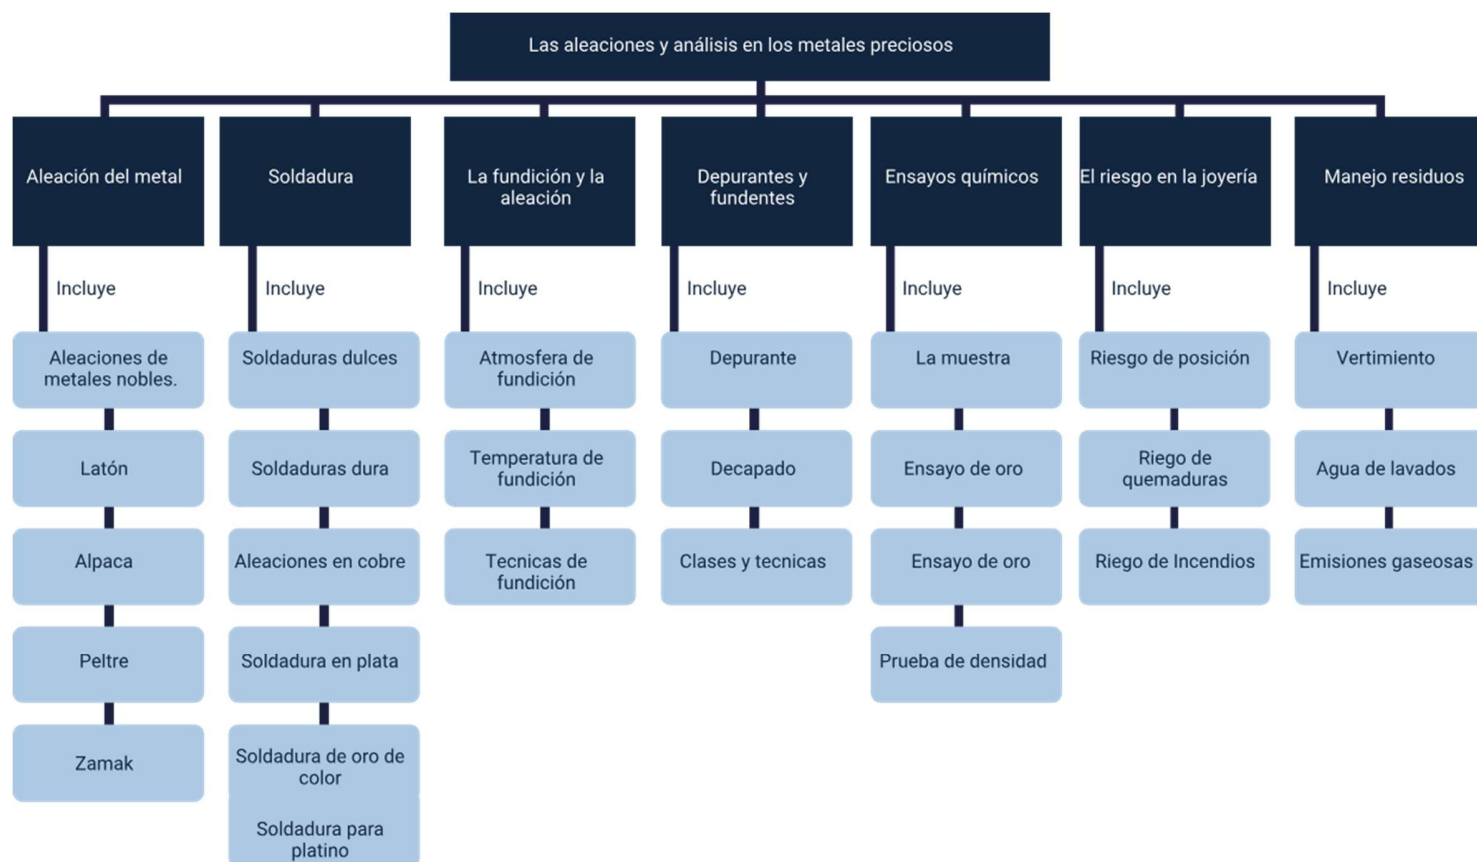 Las aleaciones y análisis en los metales preciosos
Aleación del metal
Incluye
Aleaciones de
metales nobles.
Latón
Alpaca
Peltre
Zamak
Soldadura
Incluye
Soldaduras dulces
Soldaduras dura
Aleaciones en cobre
Soldadura en plata
Soldadura de oro de
color
Soldadura para
platino
La fundición y la
aleación
Incluye
Atmosfera de
fundición
Temperatura de
fundición
Tecnicas de
fundición
Depurantes y
fundentes
Incluye
Depurante
Decapado
Clases y tecnicas
Ensayos químicos
Incluye
La muestra
Ensayo de oro
Ensayo de oro
Prueba de densidad
El riesgo en la joyería
Incluye
Riesgo de posición
Riego de
quemaduras
Riego de Incendios
Manejo residuos
Incluye
Vertimiento
Agua de lavados
Emisiones gaseosas